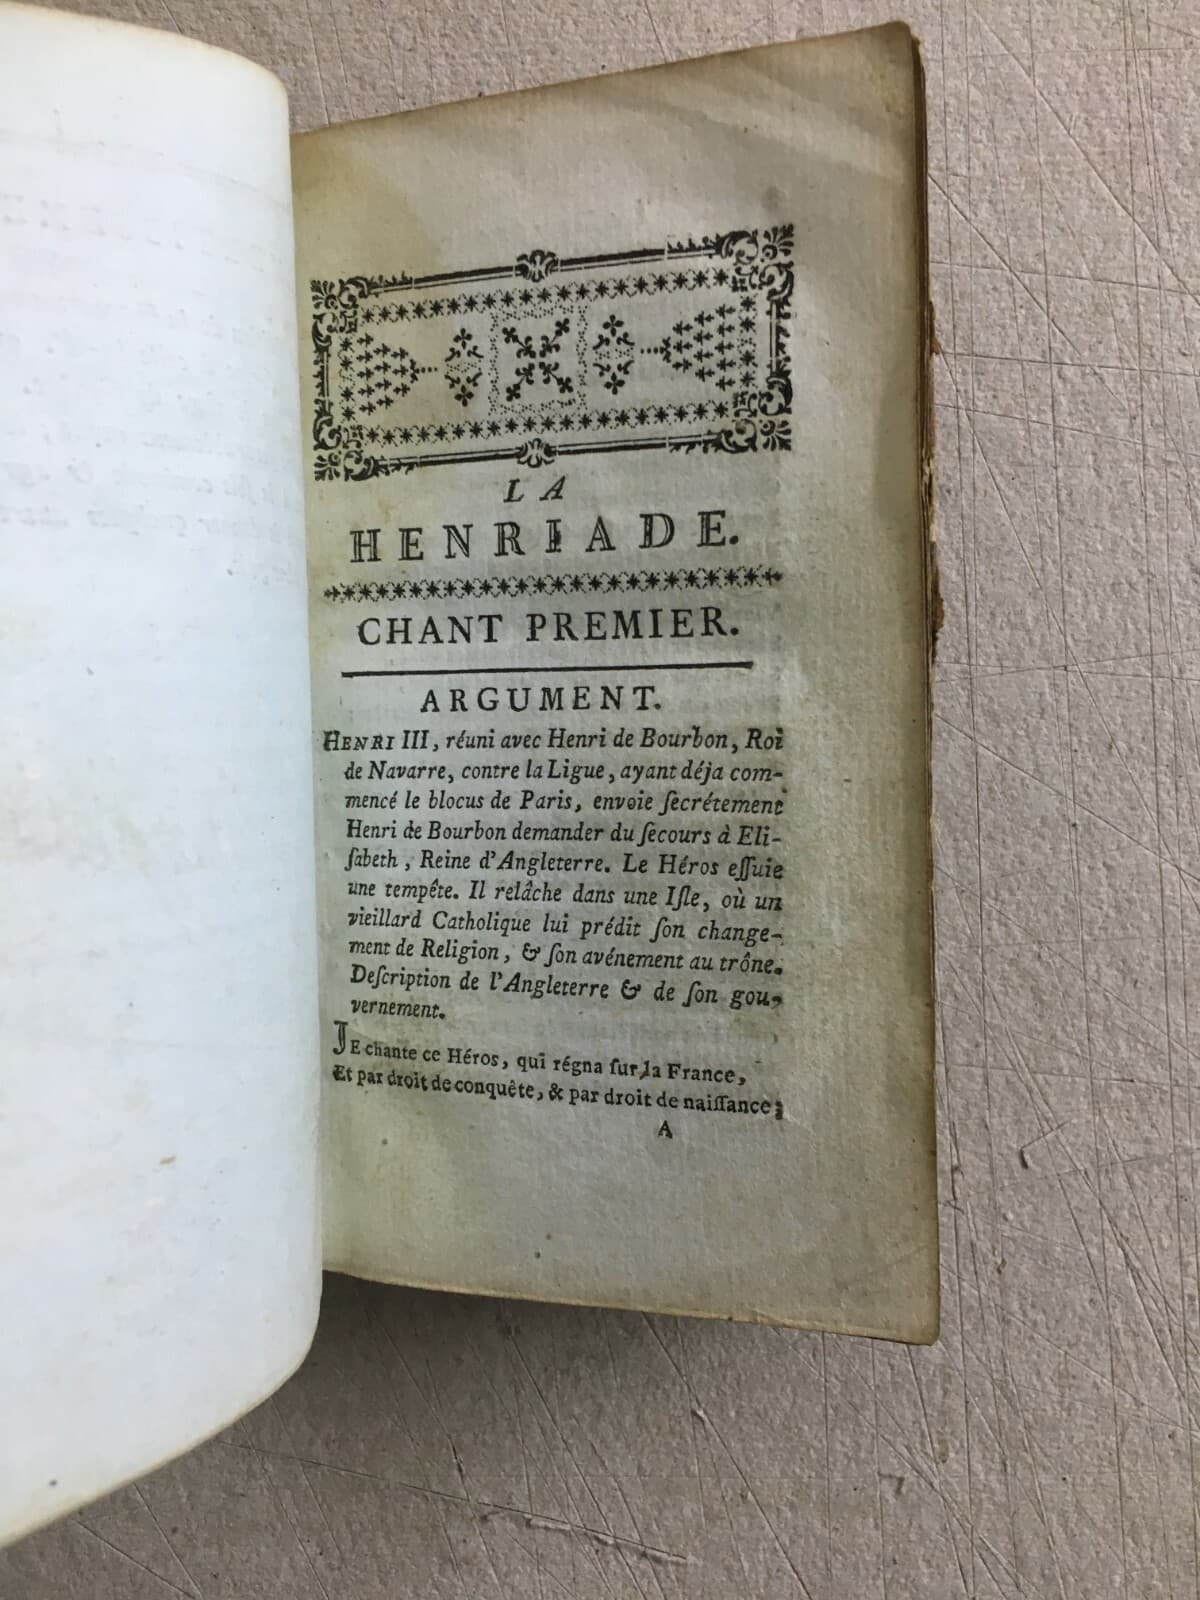 LA
HENRIADE.
CHANT PREMIER.
ARGUMENT.
HENRI III, réuni avec Henri de Bourbon, Roi
de Navarre, contre la Ligue, ayant déja com-
mencé le blocus de Paris, envoie ſecrétement
Henri de Bourbon demander du ſecours à Eli-
ſabeth, Reine d'Angleterre. Le Héros eſſuie
une tempête. Il relâche dans une Iſle, où un
vieillard Catholique lui prédit ſon change-
ment de Religion, & ſon avénement au trône.
Deſcription de l'Angleterre & de ſon gou-
vernement.
JE chante ce Héros, qui régna ſur la France,
Et par droit de conquête, & par droit de naiſſance;
A